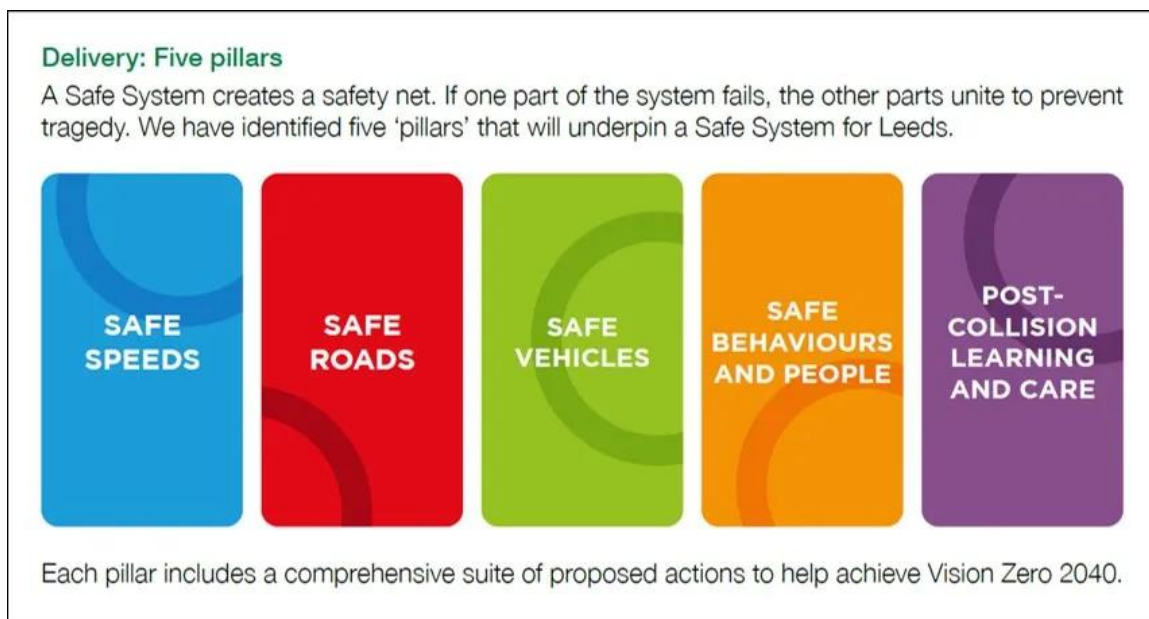 Delivery: Five pillars
A Safe System creates a safety net. If one part of the system fails, the other parts unite to prevent
tragedy. We have identified five ‘pillars’ that will underpin a Safe System for Leeds.
SAFE
SPEEDS
SAFE
ROADS
SAFE
VEHICLES
SAFE
BEHAVIOURS
AND PEOPLE
POST-
COLLISION
LEARNING
AND CARE
Each pillar includes a comprehensive suite of proposed actions to help achieve Vision Zero 2040.